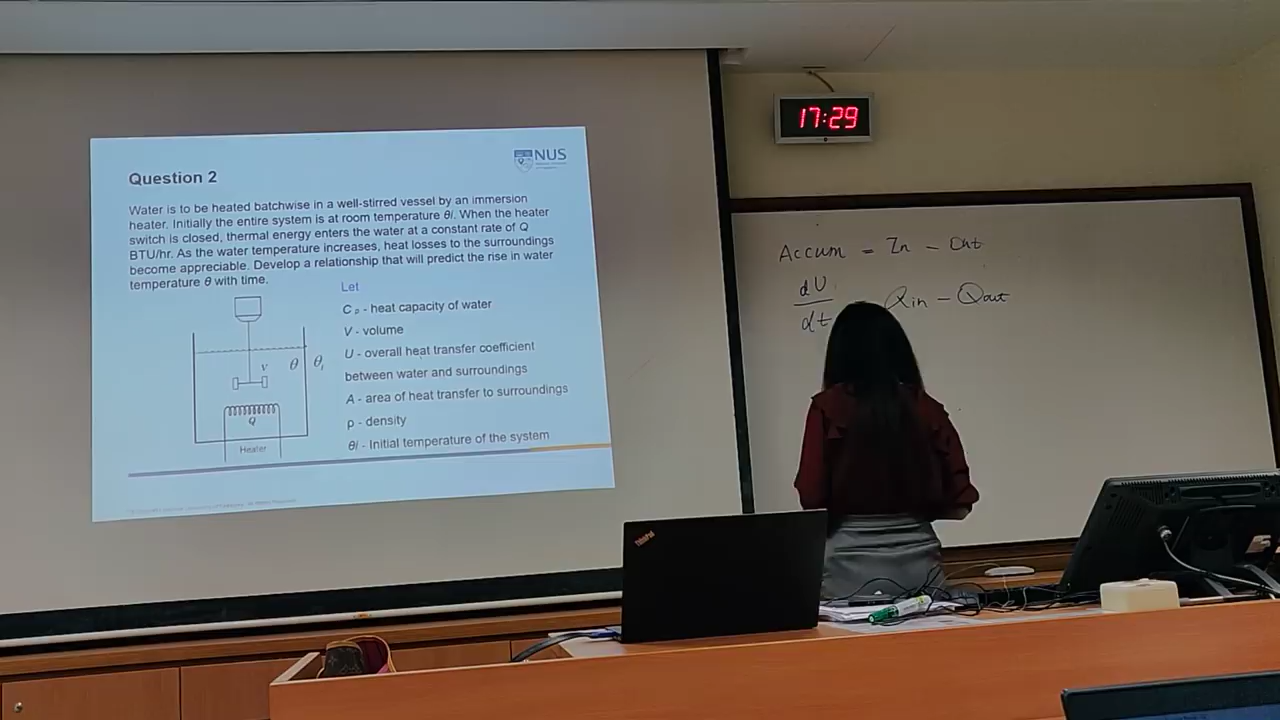 Question 2
NUS
Water is to be heated batchwise in a well-stirred vessel by an immersion
heater. Initially the entire system is at room temperature θi. When the heater
switch is closed, thermal energy enters the water at a constant rate of Q
BTU/hr. As the water temperature increases, heat losses to the surroundings
become appreciable. Develop a relationship that will predict the rise in water
temperature θ with time.
Let
Cp - heat capacity of water
V - volume
U - overall heat transfer coefficient
between water and surroundings
A - area of heat transfer to surroundings
ρ - density
θi - Initial temperature of the system
v θ θi
Q
Heater
17:29
Accum = In - Out
dU
dt
Qin - Qout
ThinkPad